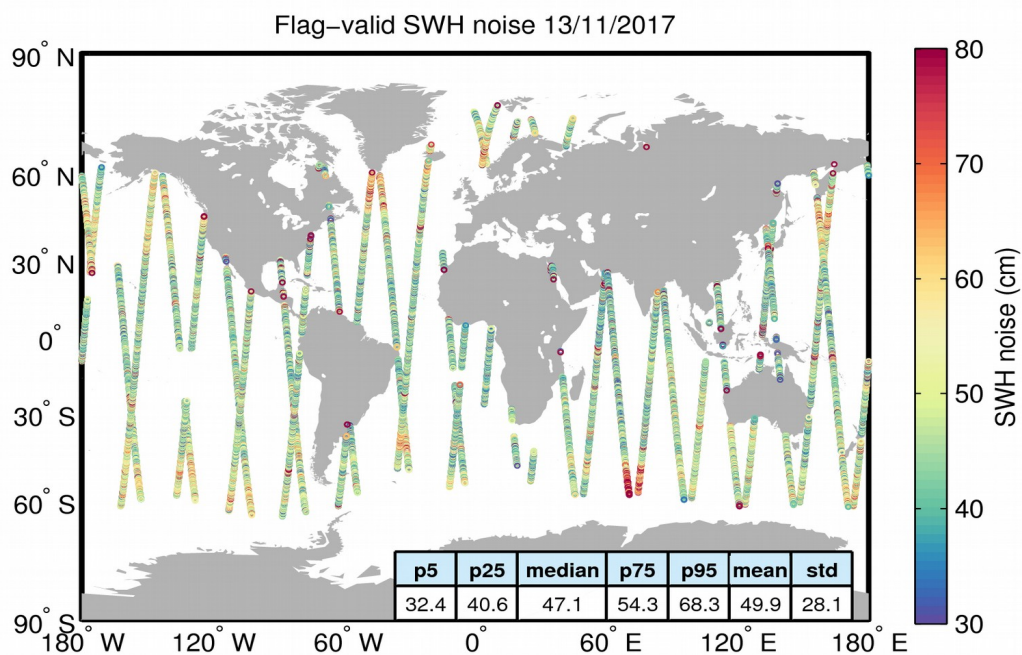 Flag−valid SWH noise 13/11/2017
90° N
60° N
30° N
0°
30° S
60° S
90° S
180° W
120° W
60° W
0°
60° E
120° E
180° E
p5 p25 median p75 p95 mean std
32.4 40.6 47.1 54.3 68.3 49.9 28.1
80
70
60
50
40
30
SWH noise (cm)